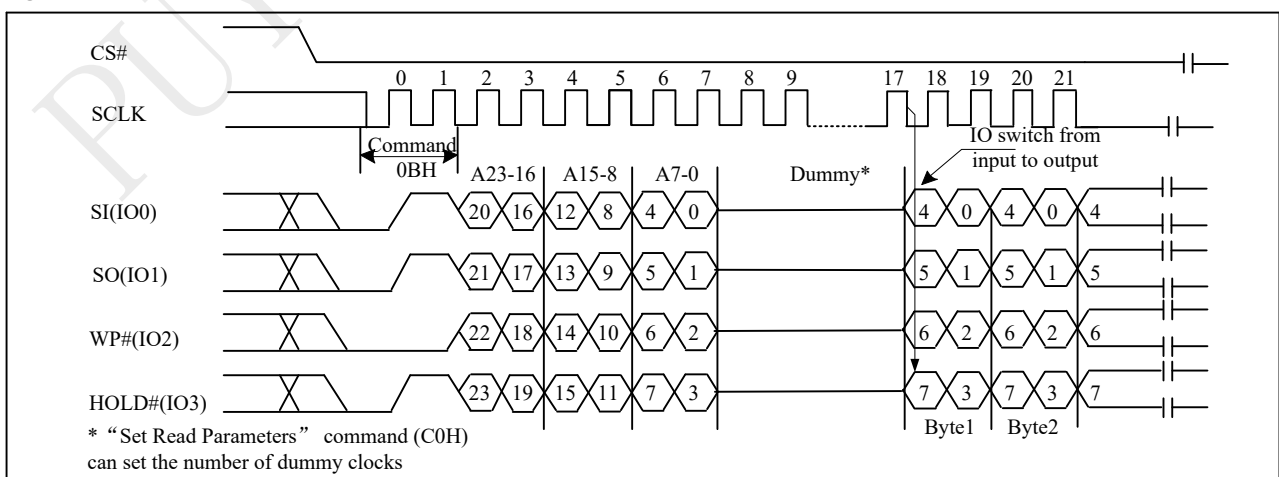 PUY
CS#
0 1 2 3 4 5 6 7 8 9 17 18 19 20 21
SCLK
Command
0BH
IO switch from
input to output
A23-16 A15-8 A7-0 Dummy*
SI(IO0) 20 16 12 8 4 0 4 0 4 0 4
SO(IO1) 21 17 13 9 5 1 5 1 5 1 5
WP#(IO2) 22 18 14 10 6 2 6 2 6 2 6
HOLD#(IO3) 23 19 15 11 7 3 7 3 7 3 7
Byte1 Byte2
* “Set Read Parameters” command (C0H)
can set the number of dummy clocks